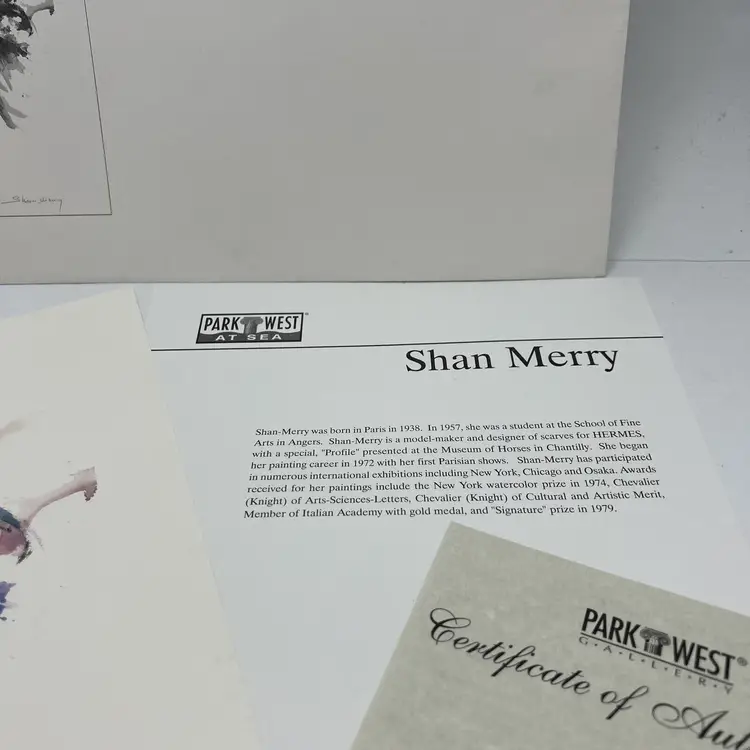 Shan-Merry
PARK WEST
AT SEA
Shan Merry
Shan-Merry was born in Paris in 1938. In 1957, she was a student at the School of Fine
Arts in Angers. Shan-Merry is a model-maker and designer of scarves for HERMES,
with a special, "Profile" presented at the Museum of Horses in Chantilly. She began
her painting career in 1972 with her first Parisian shows. Shan-Merry has participated
in numerous international exhibitions including New York, Chicago and Osaka. Awards
received for her paintings include the New York watercolor prize in 1974, Chevalier
(Knight) of Arts-Sciences-Letters, Chevalier (Knight) of Cultural and Artistic Merit,
Member of Italian Academy with gold medal, and "Signature" prize in 1979.
PARK WEST®
G·A·L·L·E·R·Y
Certificate of Aut